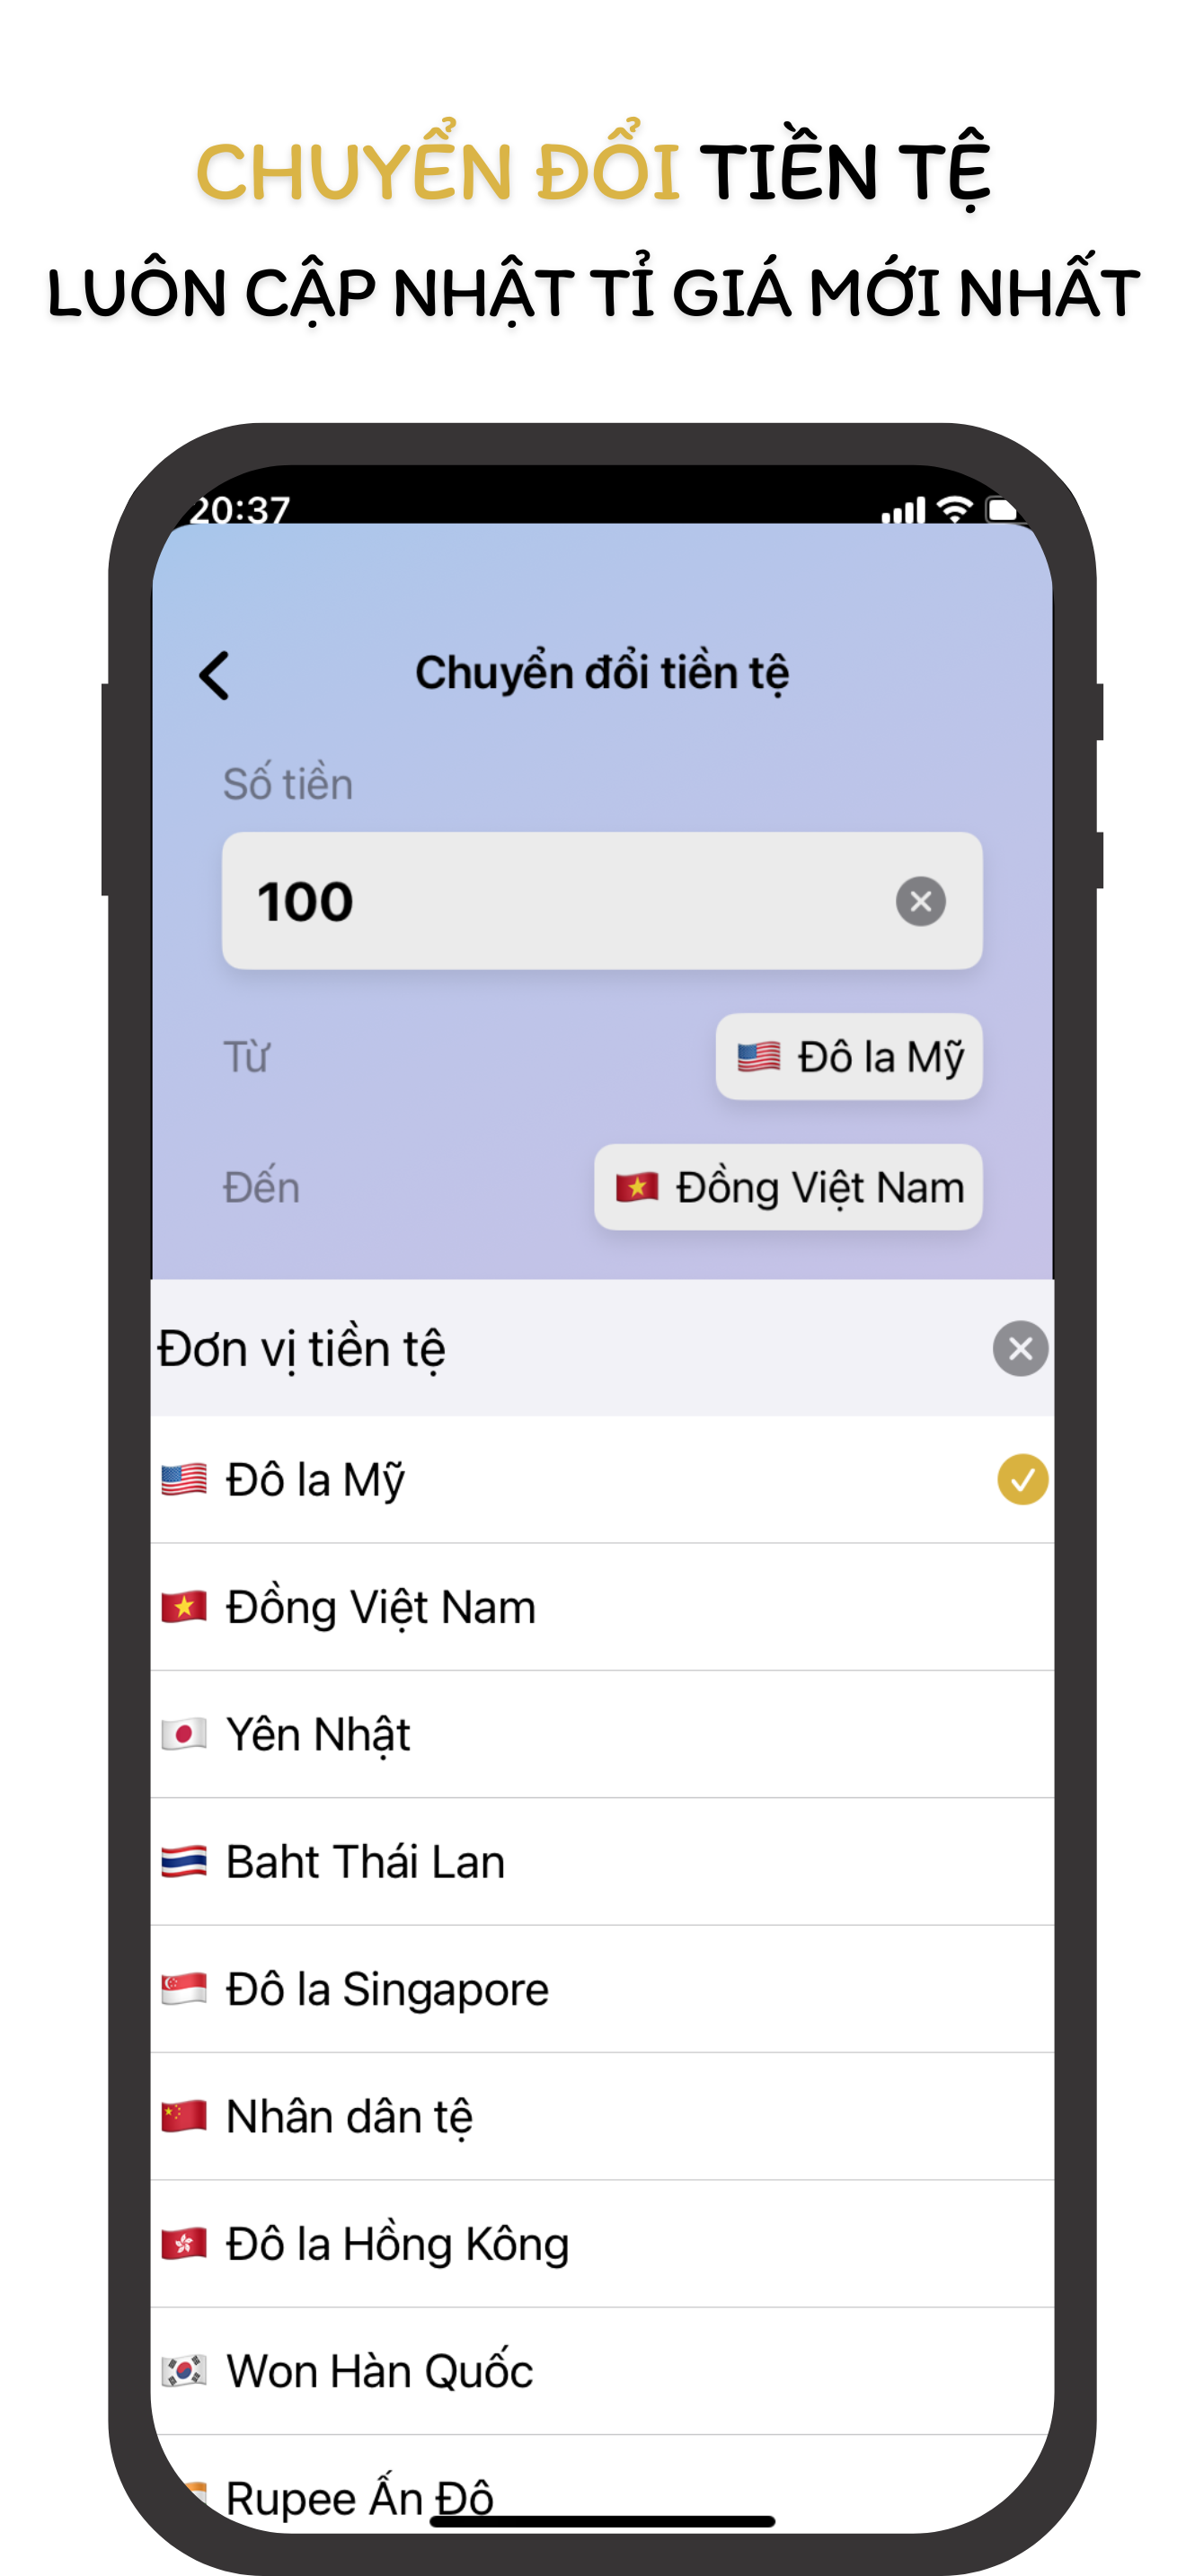 CHUYỂN ĐỔI TIỀN TỆ
LUÔN CẬP NHẬT TỈ GIÁ MỚI NHẤT
20:37
Chuyển đổi tiền tệ
Số tiền
100
Từ
Đô la Mỹ
Đến
Đồng Việt Nam
Đơn vị tiền tệ
Đô la Mỹ
Đồng Việt Nam
Yên Nhật
Baht Thái Lan
Đô la Singapore
Nhân dân tệ
Đô la Hồng Kông
Won Hàn Quốc
Rupee Ấn Đô